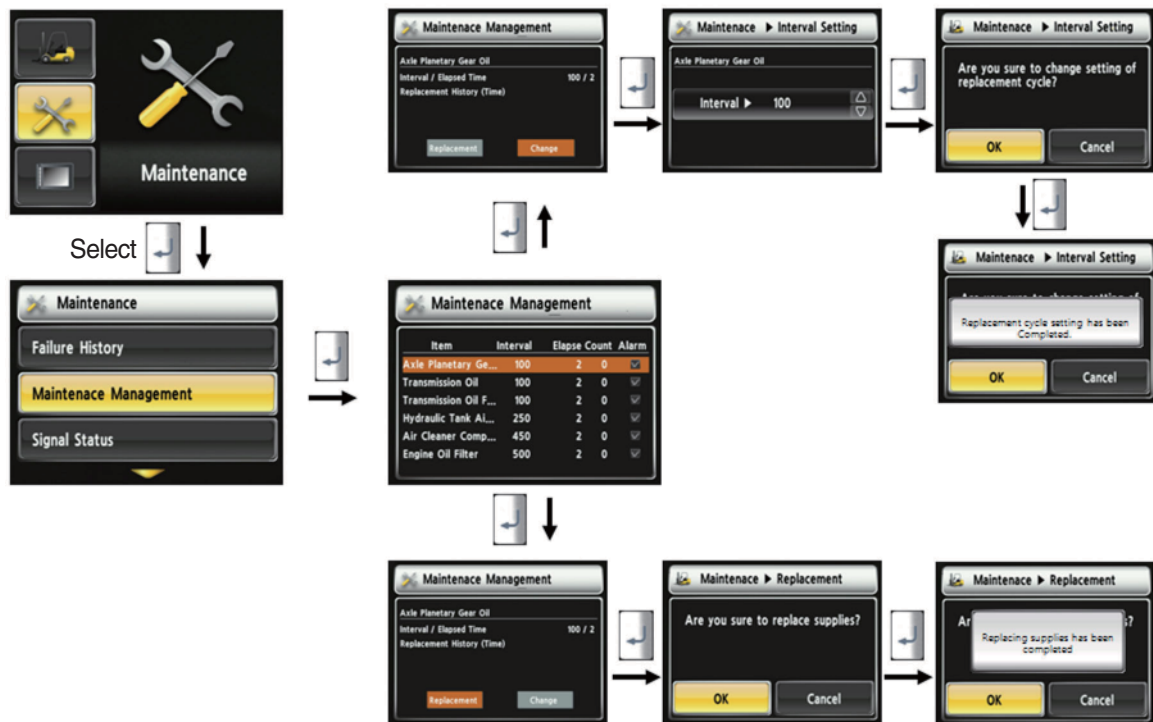 Maintenance
Select
Maintenance
Failure History
Maintenace Management
Signal Status
Maintenace Management
Item Interval Elapse Count Alarm
Axle Planetary Ge... 100 2 0
Transmission Oil 100 2 0
Transmission Oil F... 100 2 0
Hydraulic Tank Ai... 250 2 0
Air Cleaner Comp... 450 2 0
Engine Oil Filter 500 2 0
Maintenace Management
Axle Planetary Gear Oil
Interval / Elapsed Time 100 / 2
Replacement History (Time)
Replacement Change
Maintenace ▶ Interval Setting
Axle Planetary Gear Oil
Interval ▶ 100
Maintenace ▶ Interval Setting
Are you sure to change setting of
replacement cycle?
OK Cancel
Maintenace ▶ Interval Setting
Replacement cycle setting has been
Completed.
OK Cancel
Maintenace Management
Axle Planetary Gear Oil
Interval / Elapsed Time 100 / 2
Replacement History (Time)
Replacement Change
Maintenace ▶ Replacement
Are you sure to replace supplies?
OK Cancel
Maintenace ▶ Replacement
Ar ?
Replacing supplies has been
completed
OK Cancel